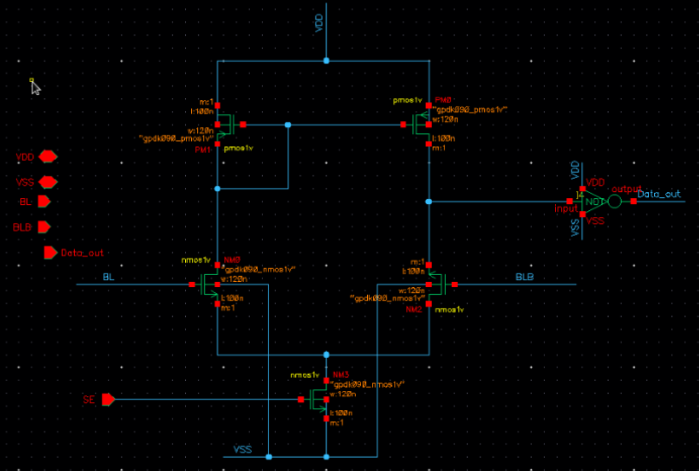 VDD
m:1
l:100n
w:120n
"gpdk090_pmos1v"
PM1
pmos1v
pmos1v
PM0
"gpdk090_pmos1v"
w:120n
l:100n
m:1
VDD
VSS
BL
BLB
Data_out
VDD
VDD
output
Data_out
NOT
input
VSS
VSS
nmos1v
NM0
"gpdk090_nmos1v"
w:120n
l:100n
m:1
BL
m:1
l:100n
w:120n
"gpdk090_nmos1v"
NM2
nmos1v
BLB
nmos1v
NM3
"gpdk090_nmos1v"
w:120n
l:100n
m:1
SE
VSS